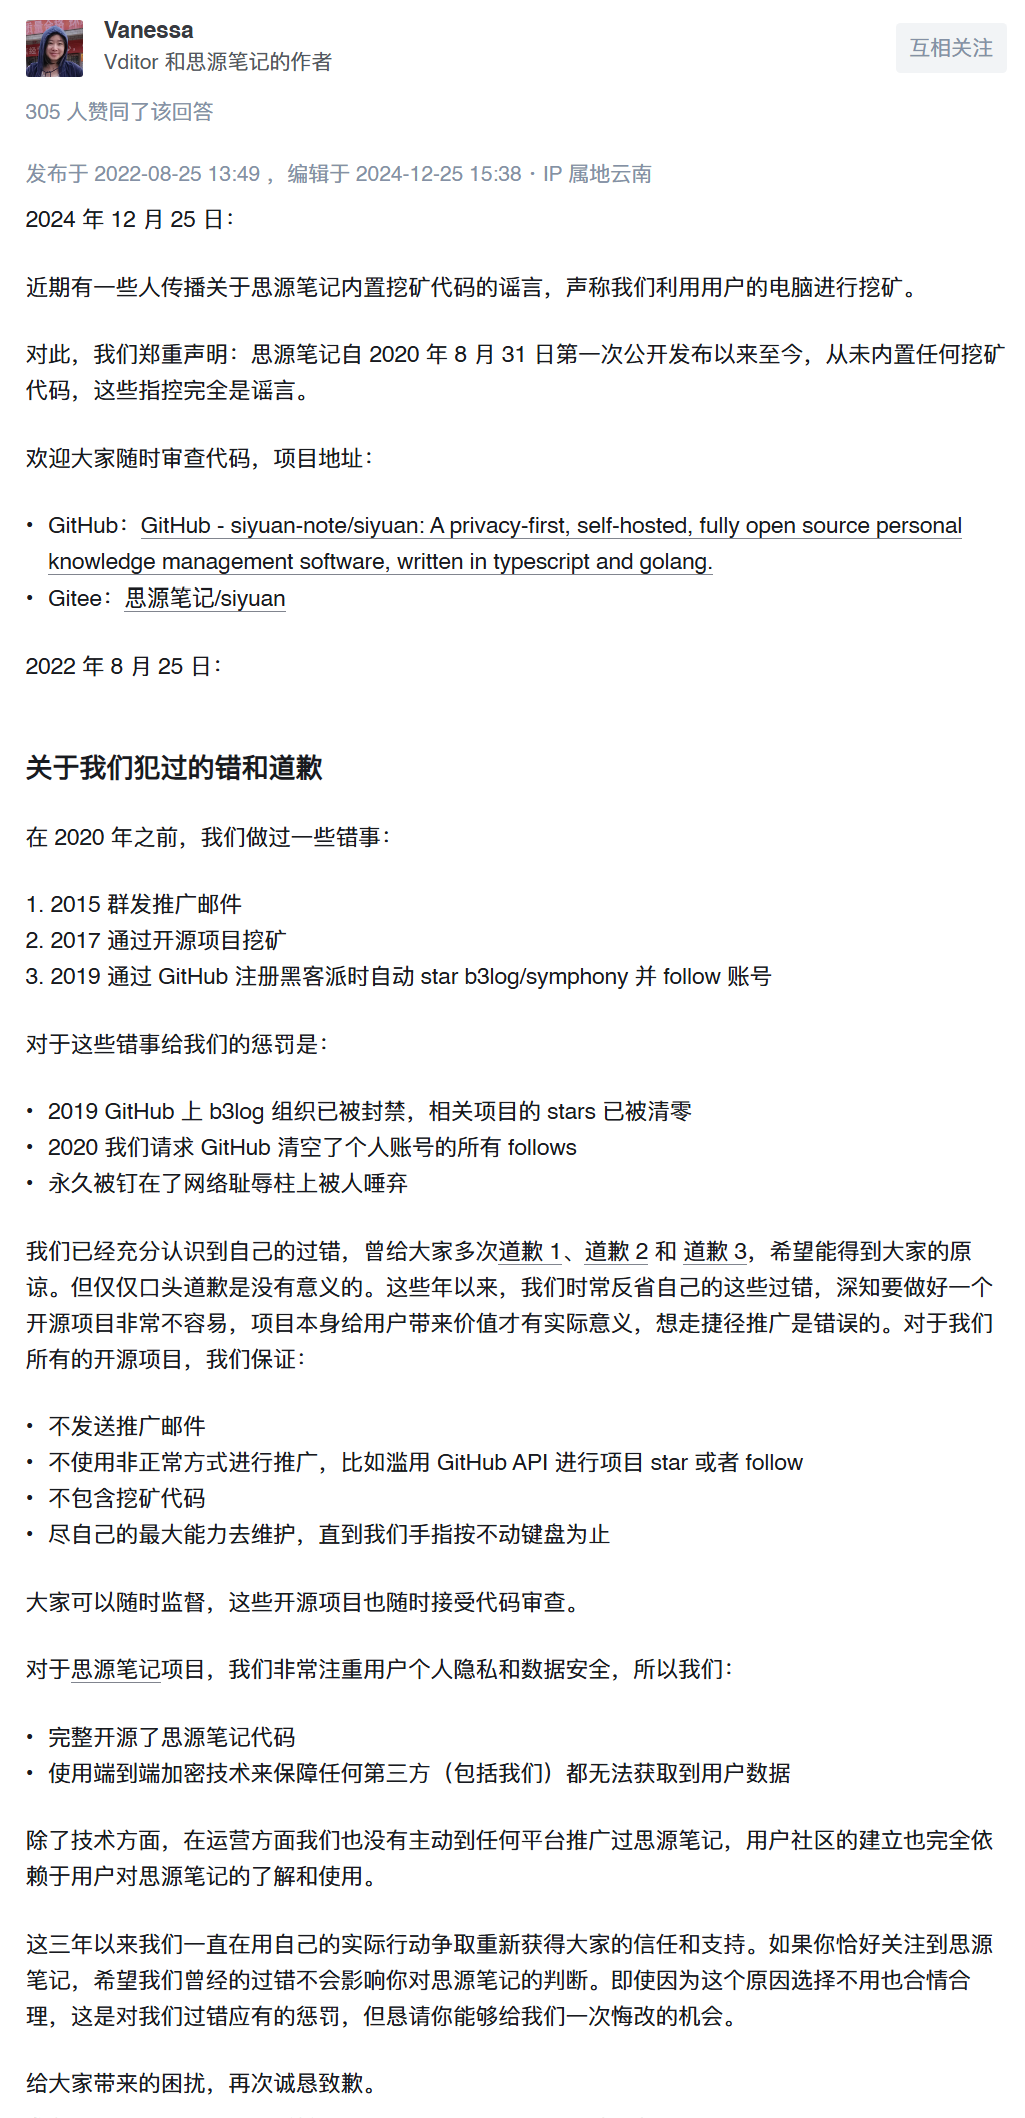 Vanessa
Vditor 和思源笔记的作者
互相关注
305 人赞同了该回答
发布于 2022-08-25 13:49 ，编辑于 2024-12-25 15:38 · IP 属地云南
2024 年 12 月 25 日：
近期有一些人传播关于思源笔记内置挖矿代码的谣言，声称我们利用用户的电脑进行挖矿。
对此，我们郑重声明：思源笔记自 2020 年 8 月 31 日第一次公开发布以来至今，从未内置任何挖矿
代码，这些指控完全是谣言。
欢迎大家随时审查代码，项目地址：
• GitHub：GitHub - siyuan-note/siyuan: A privacy-first, self-hosted, fully open source personal
knowledge management software, written in typescript and golang.
• Gitee：思源笔记/siyuan
2022 年 8 月 25 日：
关于我们犯过的错和道歉
在 2020 年之前，我们做过一些错事：
1. 2015 群发推广邮件
2. 2017 通过开源项目挖矿
3. 2019 通过 GitHub 注册黑客派时自动 star b3log/symphony 并 follow 账号
对于这些错事给我们的惩罚是：
• 2019 GitHub 上 b3log 组织已被封禁，相关项目的 stars 已被清零
• 2020 我们请求 GitHub 清空了个人账号的所有 follows
• 永久被钉在了网络耻辱柱上被人唾弃
我们已经充分认识到自己的过错，曾给大家多次道歉 1、道歉 2 和 道歉 3，希望能得到大家的原
谅。但仅仅口头道歉是没有意义的。这些年以来，我们时常反省自己的这些过错，深知要做好一个
开源项目非常不容易，项目本身给用户带来价值才有实际意义，想走捷径推广是错误的。对于我们
所有的开源项目，我们保证：
• 不发送推广邮件
• 不使用非正常方式进行推广，比如滥用 GitHub API 进行项目 star 或者 follow
• 不包含挖矿代码
• 尽自己的最大能力去维护，直到我们手指按不动键盘为止
大家可以随时监督，这些开源项目也随时接受代码审查。
对于思源笔记项目，我们非常注重用户个人隐私和数据安全，所以我们：
• 完整开源了思源笔记代码
• 使用端到端加密技术来保障任何第三方（包括我们）都无法获取到用户数据
除了技术方面，在运营方面我们也没有主动到任何平台推广过思源笔记，用户社区的建立也完全依
赖于用户对思源笔记的了解和使用。
这三年以来我们一直在用自己的实际行动争取重新获得大家的信任和支持。如果你恰好关注到思源
笔记，希望我们曾经的过错不会影响你对思源笔记的判断。即使因为这个原因选择不用也合情合
理，这是对我们过错应有的惩罚，但恳请你能够给我们一次悔改的机会。
给大家带来的困扰，再次诚恳致歉。